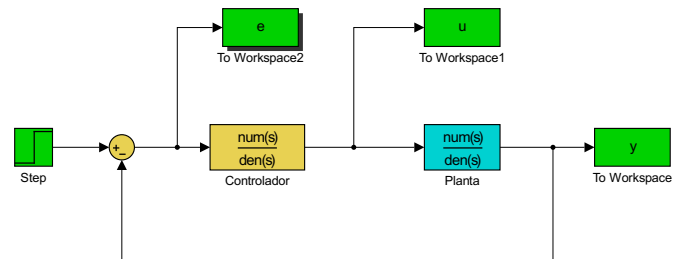 e
To Workspace2
u
To Workspace1
Step
+
−
num(s)
den(s)
Controlador
num(s)
den(s)
Planta
y
To Workspace